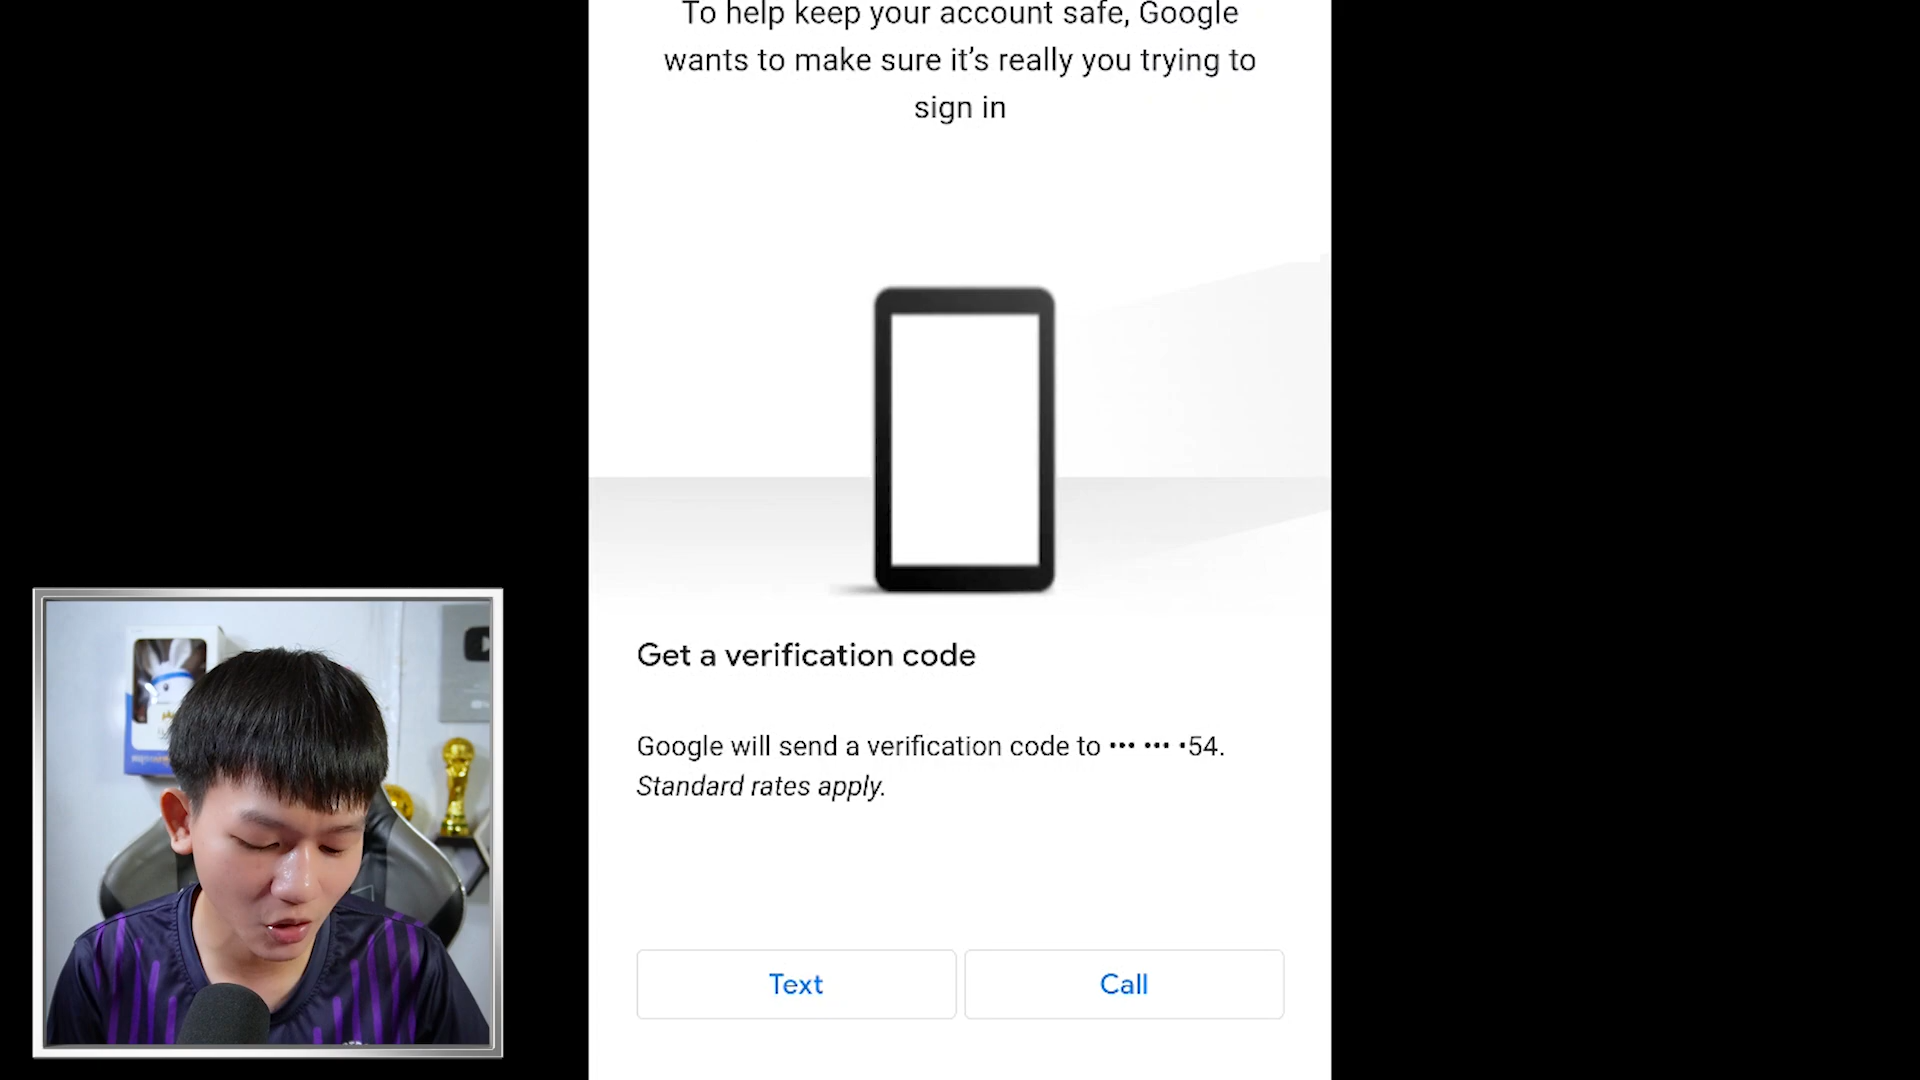 To help keep your account safe, Google
wants to make sure it’s really you trying to
sign in
Get a verification code
Google will send a verification code to ••• ••• •54.
Standard rates apply.
Text
Call